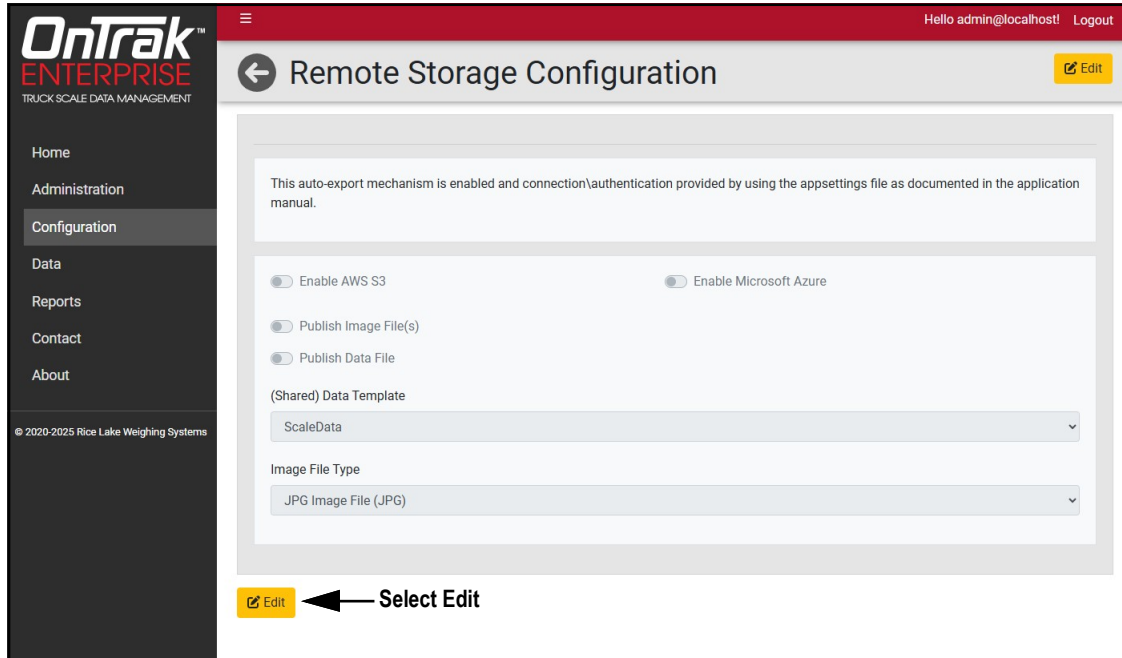 OnTrak™
ENTERPRISE
TRUCK SCALE DATA MANAGEMENT
Home
Administration
Configuration
Data
Reports
Contact
About
© 2020-2025 Rice Lake Weighing Systems
Hello admin@localhost! Logout
Remote Storage Configuration
Edit
This auto-export mechanism is enabled and connection\authentication provided by using the appsettings file as documented in the application
manual.
Enable AWS S3 Enable Microsoft Azure
Publish Image File(s)
Publish Data File
(Shared) Data Template
ScaleData
Image File Type
JPG Image File (JPG)
Edit Select Edit